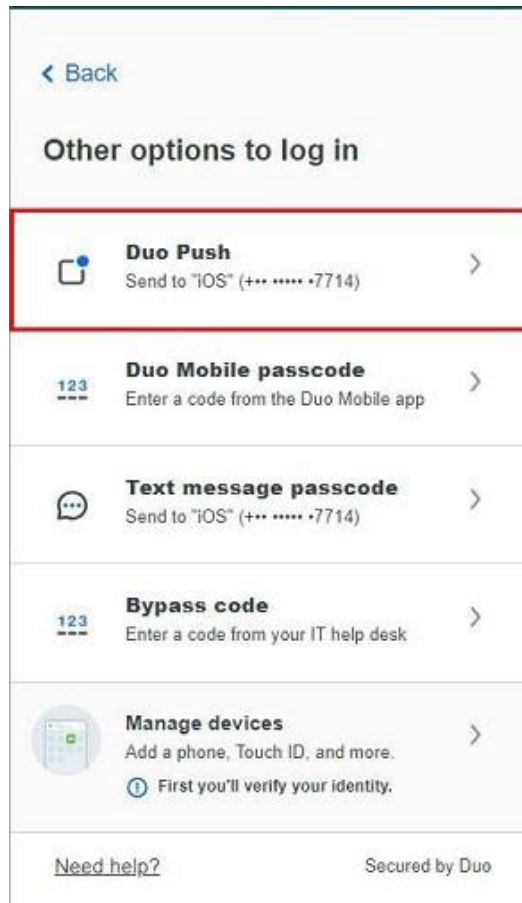 Back
Other options to log in
Duo Push
Send to "iOS" (+•• ••••• •7714)
123
Duo Mobile passcode
Enter a code from the Duo Mobile app
Text message passcode
Send to "iOS" (+•• ••••• •7714)
123
Bypass code
Enter a code from your IT help desk
Manage devices
Add a phone, Touch ID, and more.
First you'll verify your identity.
Need help? Secured by Duo